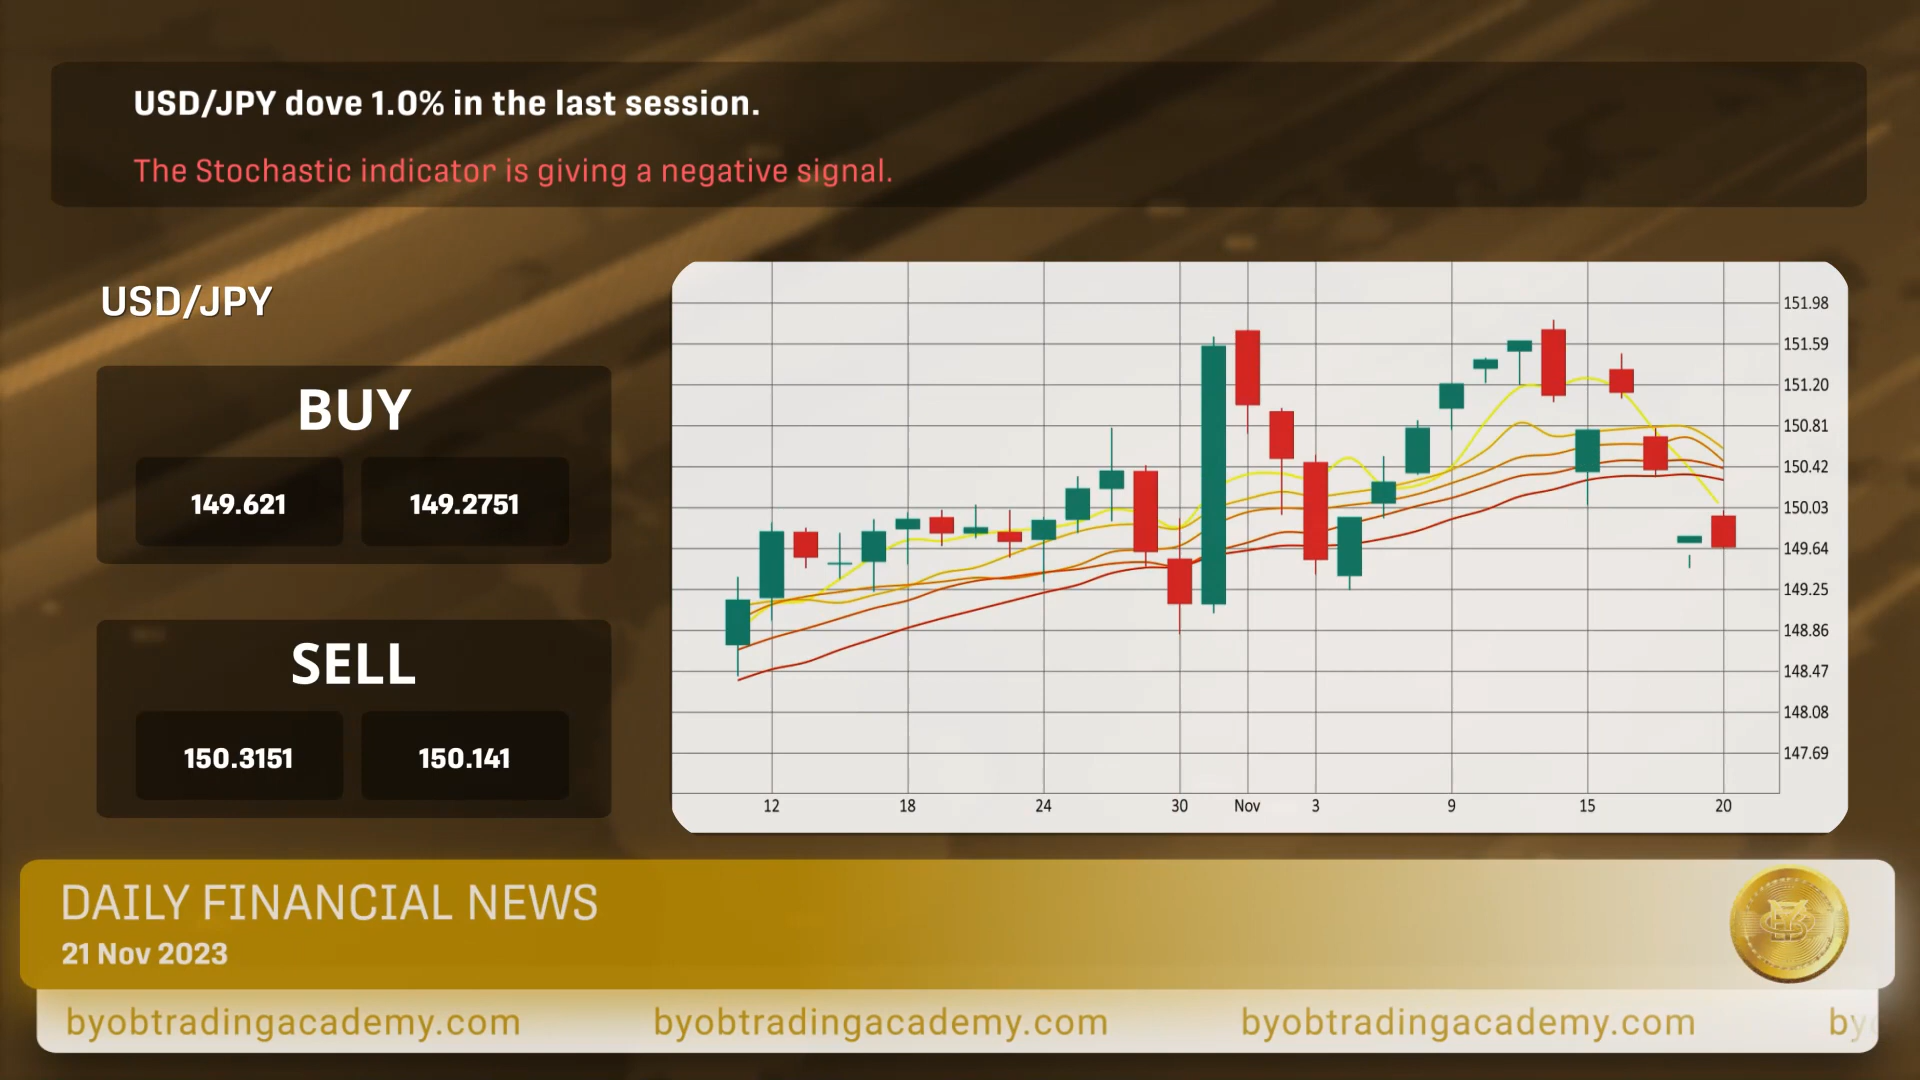 USD/JPY dove 1.0% in the last session.
The Stochastic indicator is giving a negative signal.
USD/JPY
BUY
149.621 149.2751
SELL
150.3151 150.141
151.98
151.59
151.20
150.81
150.42
150.03
149.64
149.25
148.86
148.47
148.08
147.69
12 18 24 30 Nov 3 9 15 20
DAILY FINANCIAL NEWS
21 Nov 2023
byobtradingacademy.com byobtradingacademy.com byobtradingacademy.com by